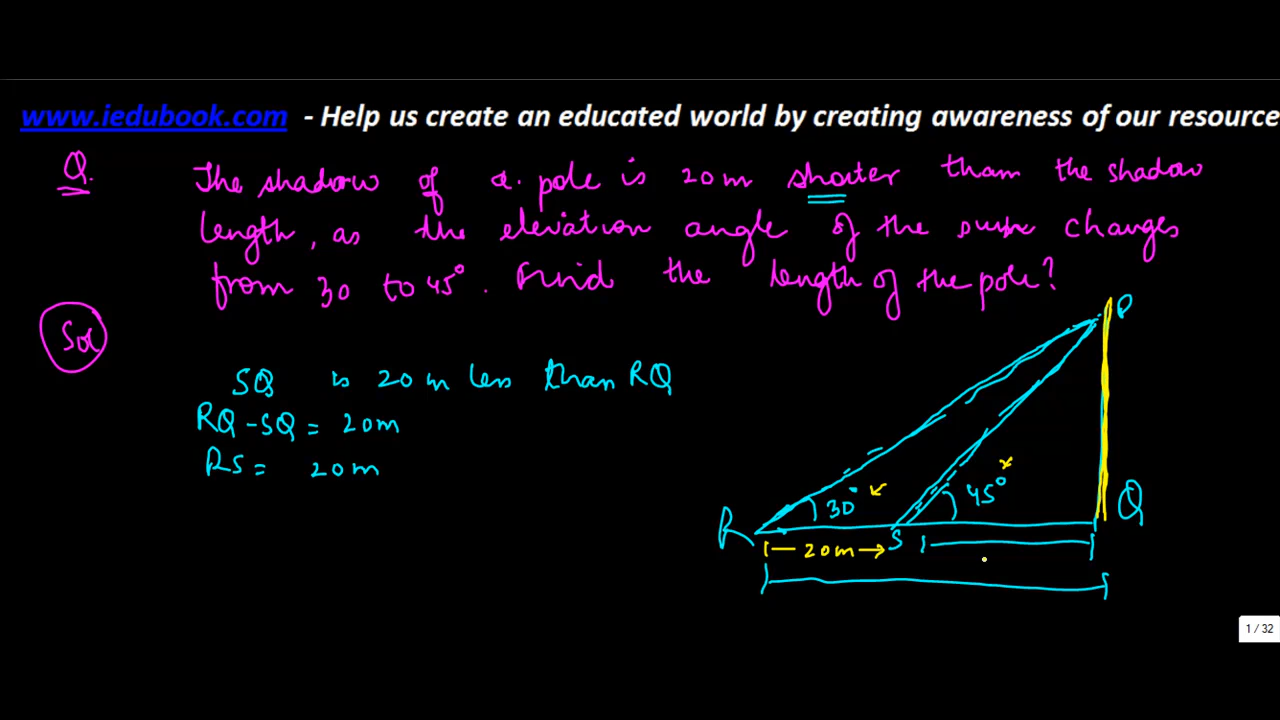 www.iedubook.com - Help us create an educated world by creating awareness of our resource
Q. The shadow of a. pole is 20m shorter than the shadow
length, as the elevation angle of the changes
from 30 to 45°. Find the length of the pole?
Sol
SQ is 20m less than RQ
RQ - SQ = 20m
RS = 20m
P
30°
45°
Q
R
20m
S
1 / 32